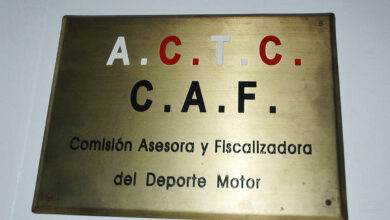 A.C.T.C.
C.A.F.
Comisión Asesora y Fiscalizadora
del Deporte Motor